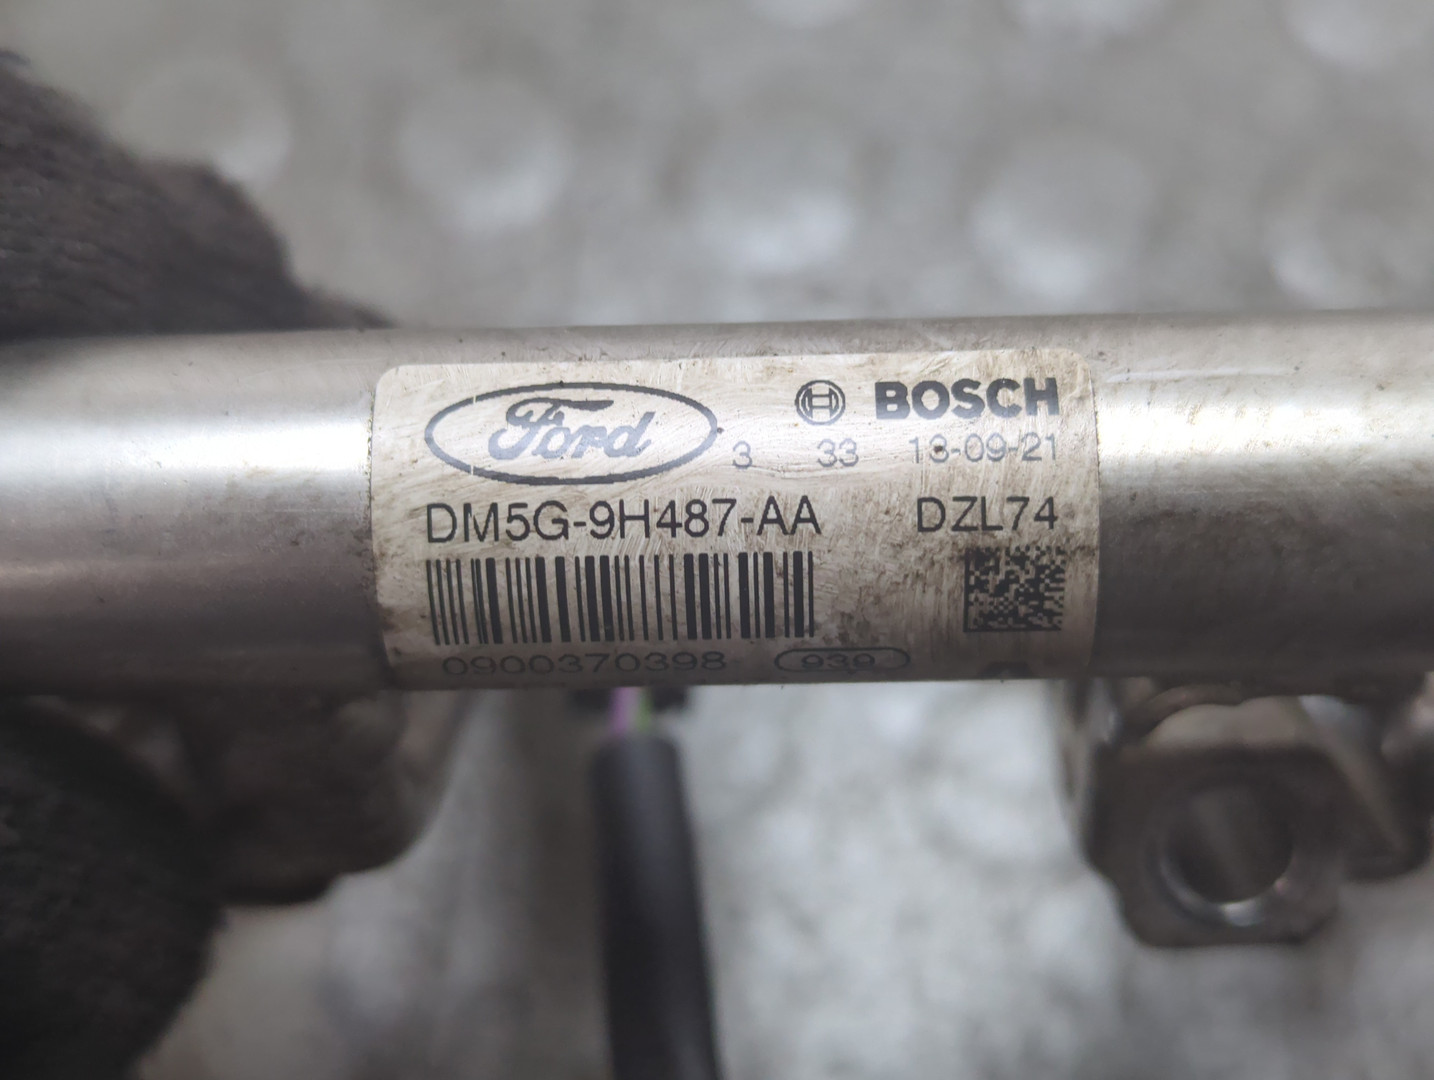 Ford BOSCH
3 33 13-09-21
DM5G-9H487-AA DZL74
0900370398 939